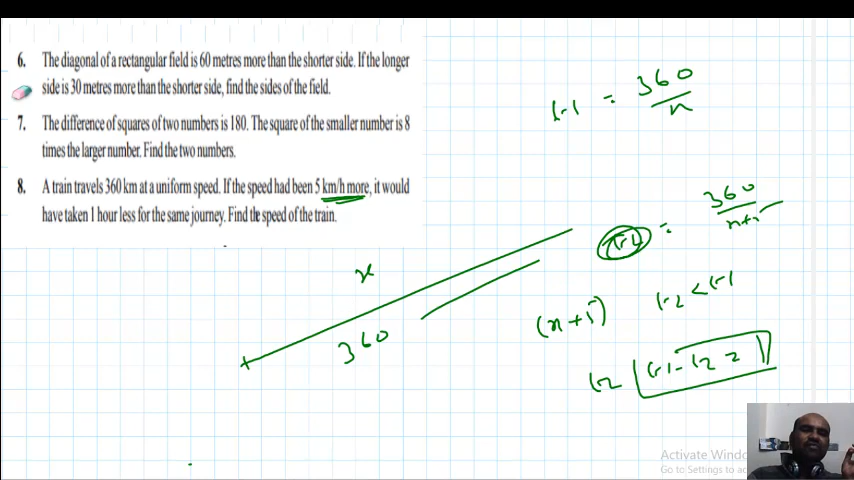 6. The diagonal of a rectangular field is 60 metres more than the shorter side. If the longer
side is 30 metres more than the shorter side, find the sides of the field.
7. The difference of squares of two numbers is 180. The square of the smaller number is 8
times the larger number. Find the two numbers.
8. A train travels 360 km at a uniform speed. If the speed had been 5 km/h more, it would
have taken 1 hour less for the same journey. Find the speed of the train.
t1 = 360/x
t2 = 360/x+5
x
360
(x+5)
t2 < t1
t2
t1 - t2 = 1
Activate Windo
Go to Settings to a